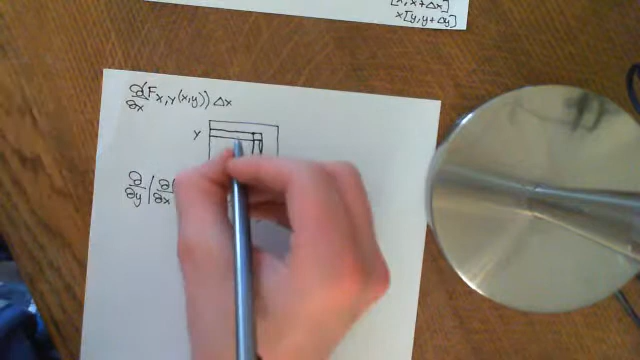 [x, x+Δx]
x[y, y+Δy]
∂/∂x (F_{X,Y}(x,y)) Δx
Y
∂/∂y (∂/∂x